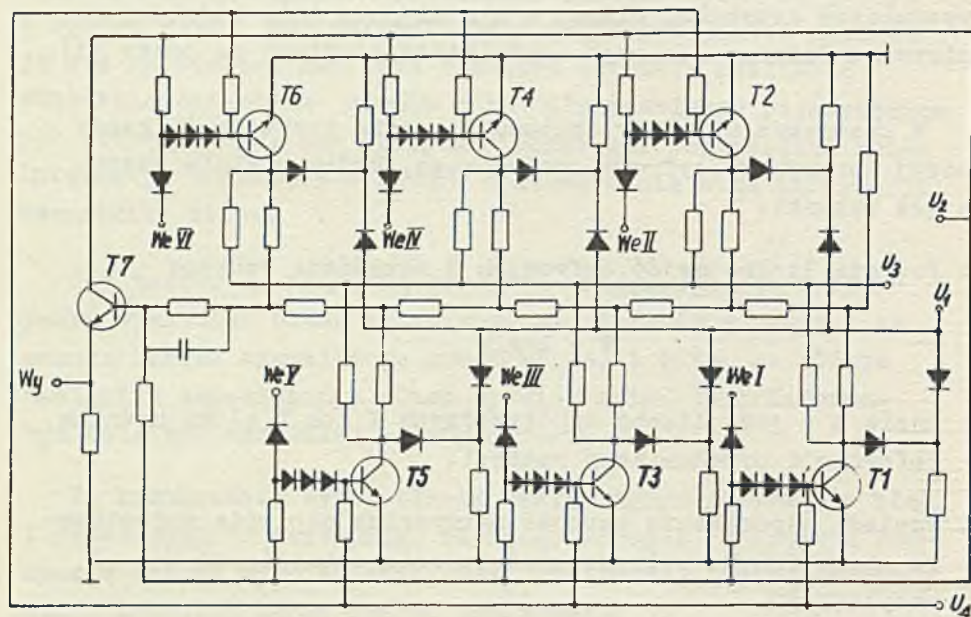 T6
T4
T2
We VI
We IV
We II
U2
U3
U1
T7
Wy
We V
We III
We I
T5
T3
T1
U4